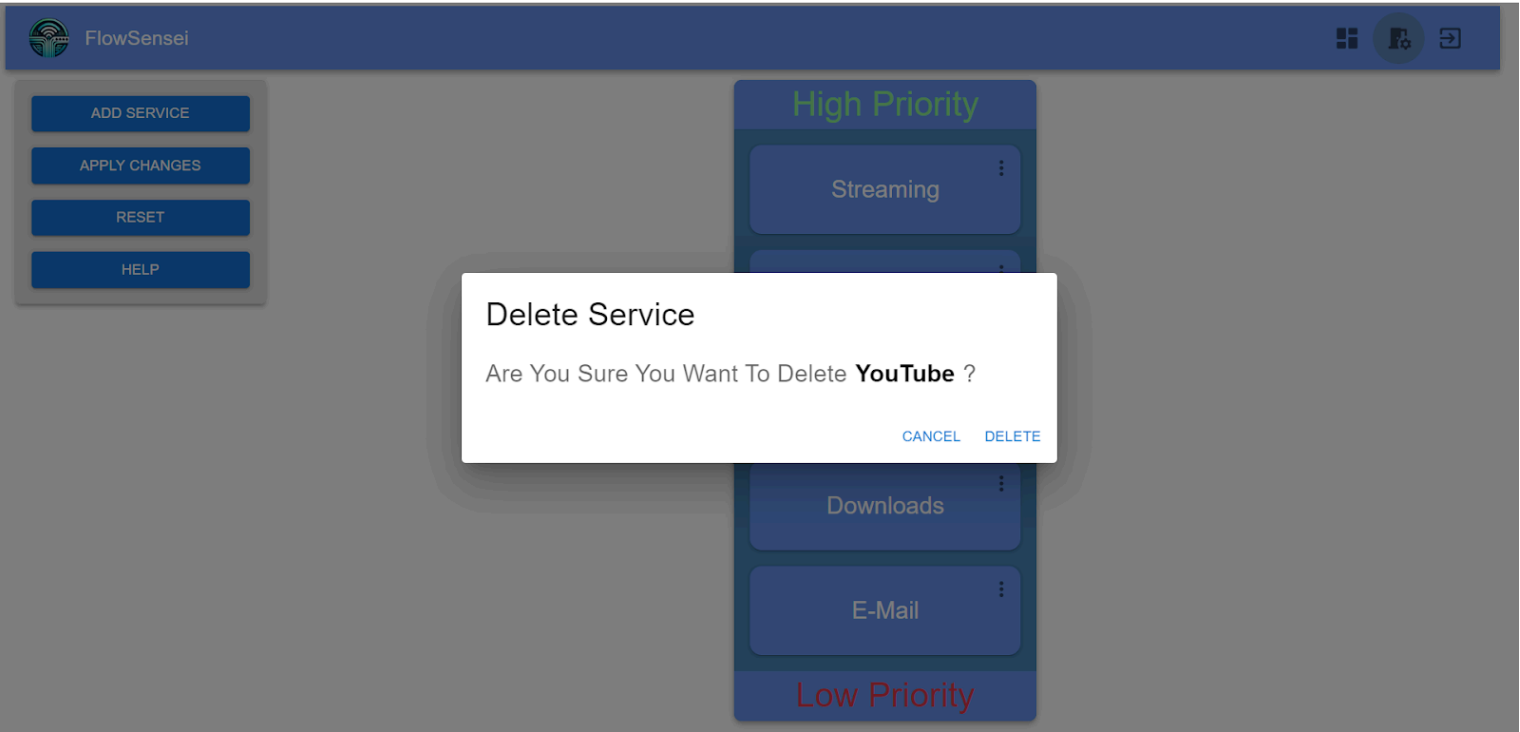 FlowSensei
ADD SERVICE
APPLY CHANGES
RESET
HELP
High Priority
Streaming
Delete Service
Are You Sure You Want To Delete YouTube ?
CANCEL DELETE
Downloads
E-Mail
Low Priority